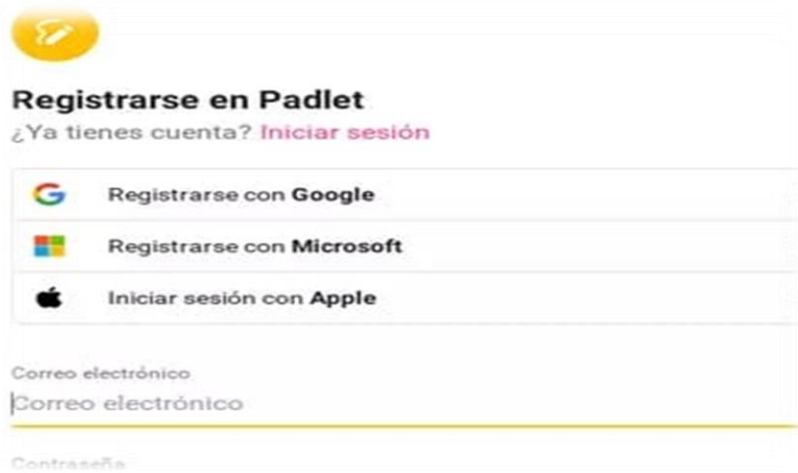 Registrarse en Padlet
¿Ya tienes cuenta? Iniciar sesión
Registrarse con Google
Registrarse con Microsoft
Iniciar sesión con Apple
Correo electrónico
Correo electrónico
Contraseña